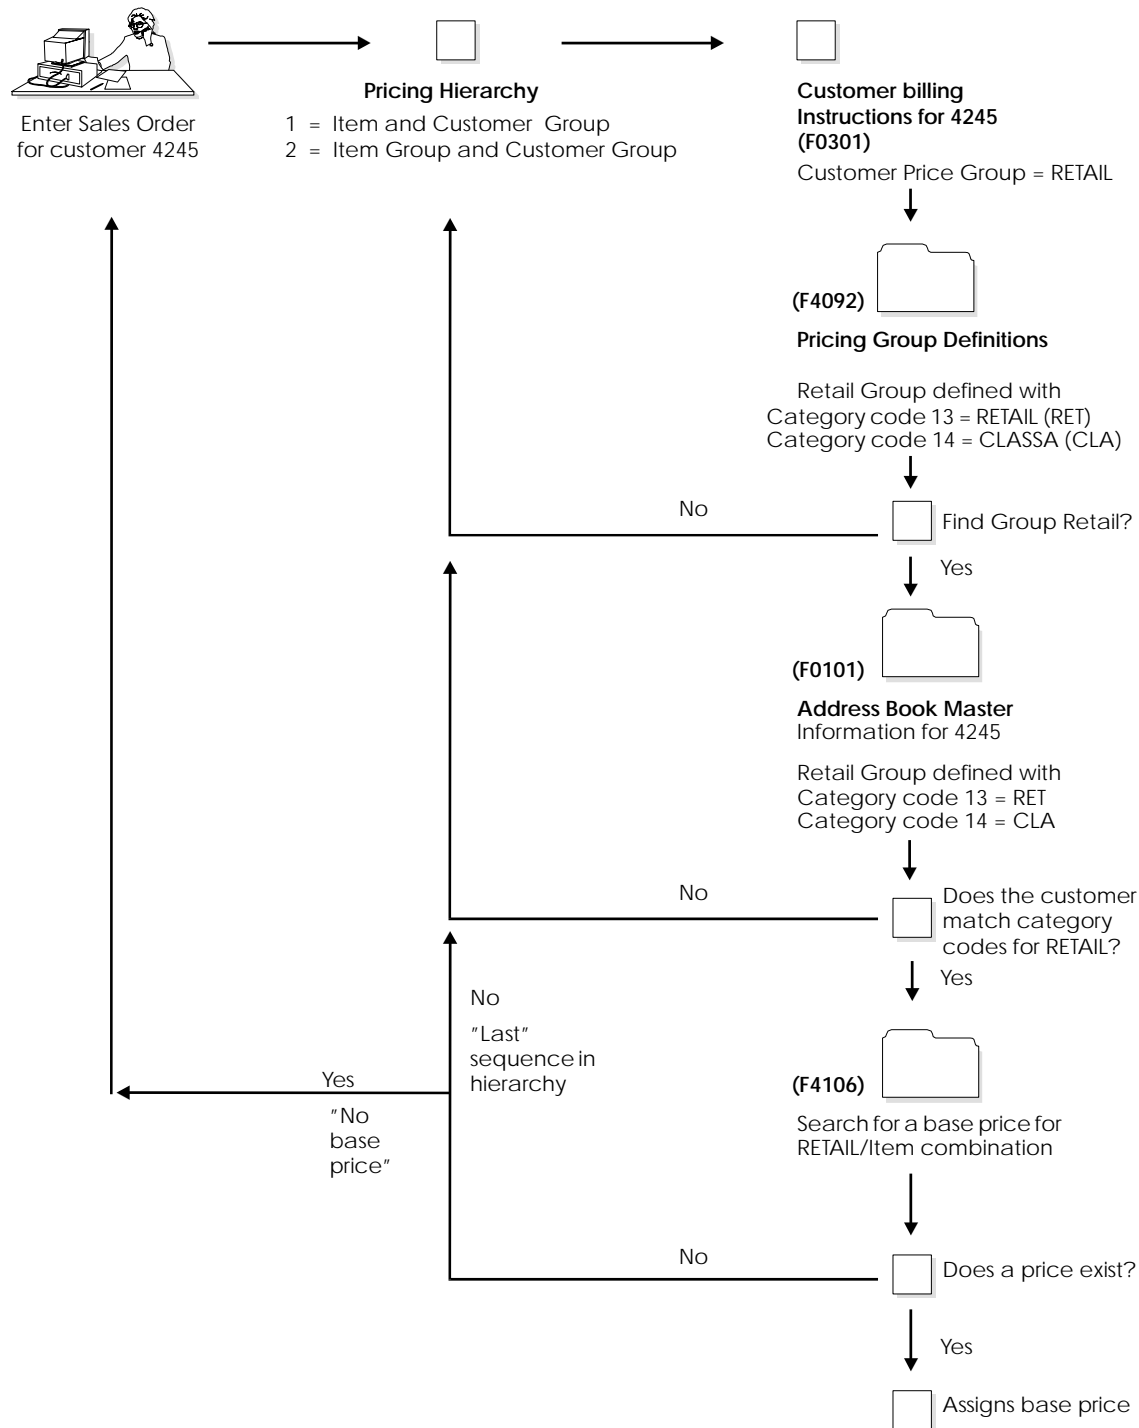 Enter Sales Order
for customer 4245
Pricing Hierarchy
1 = Item and Customer Group
2 = Item Group and Customer Group
Customer billing
Instructions for 4245
(F0301)
Customer Price Group = RETAIL
(F4092)
Pricing Group Definitions
Retail Group defined with
Category code 13 = RETAIL (RET)
Category code 14 = CLASSA (CLA)
No
Find Group Retail?
Yes
(F0101)
Address Book Master
Information for 4245
Retail Group defined with
Category code 13 = RET
Category code 14 = CLA
No
Does the customer
match category
codes for RETAIL?
Yes
No
"Last"
sequence in
hierarchy
Yes
"No
base
price"
(F4106)
Search for a base price for
RETAIL/Item combination
No
Does a price exist?
Yes
Assigns base price